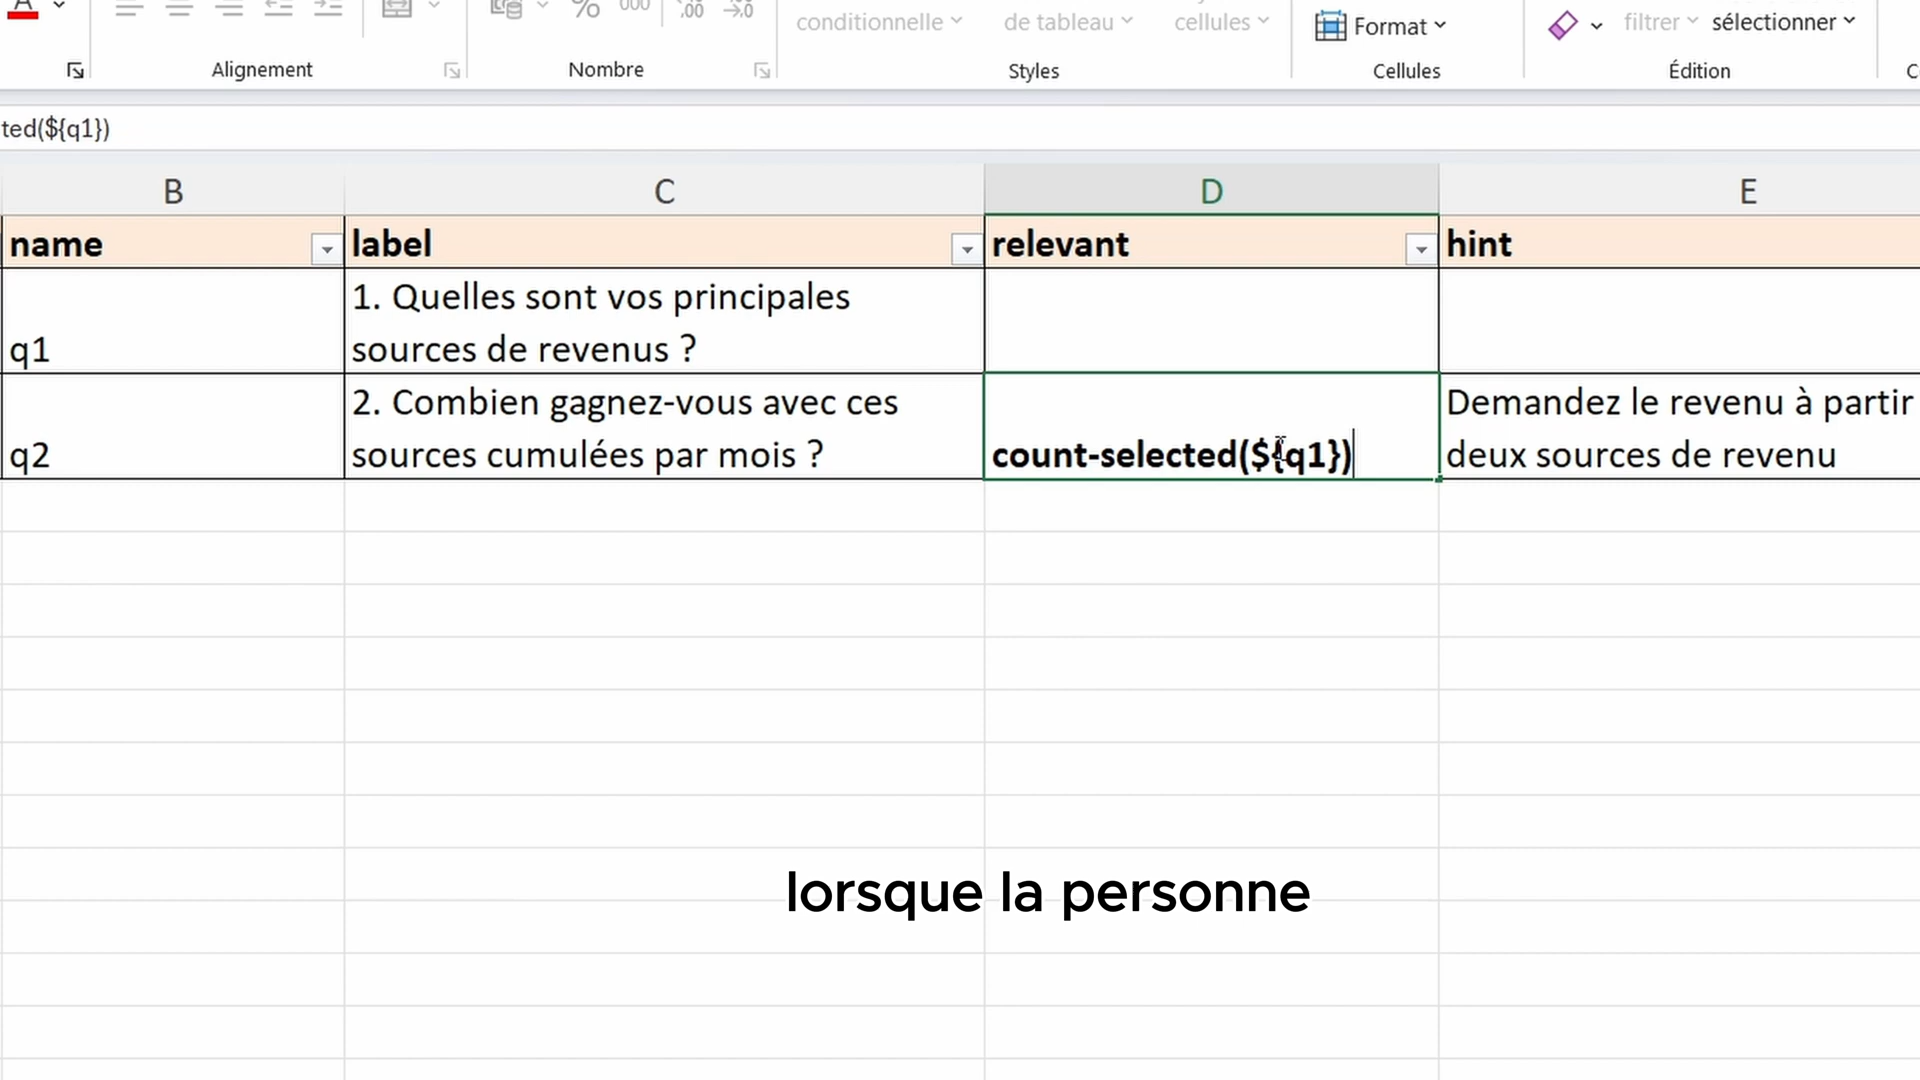 conditionnelle
de tableau
cellules
Format
filtrer
sélectionner
Alignement
Nombre
Styles
Cellules
Édition
ted(${q1})
B
C
D
E
name
label
relevant
hint
1. Quelles sont vos principales
sources de revenus ?
q1
2. Combien gagnez-vous avec ces
sources cumulées par mois ?
q2
count-selected(${q1})
Demandez le revenu à partir
deux sources de revenu
lorsque la personne